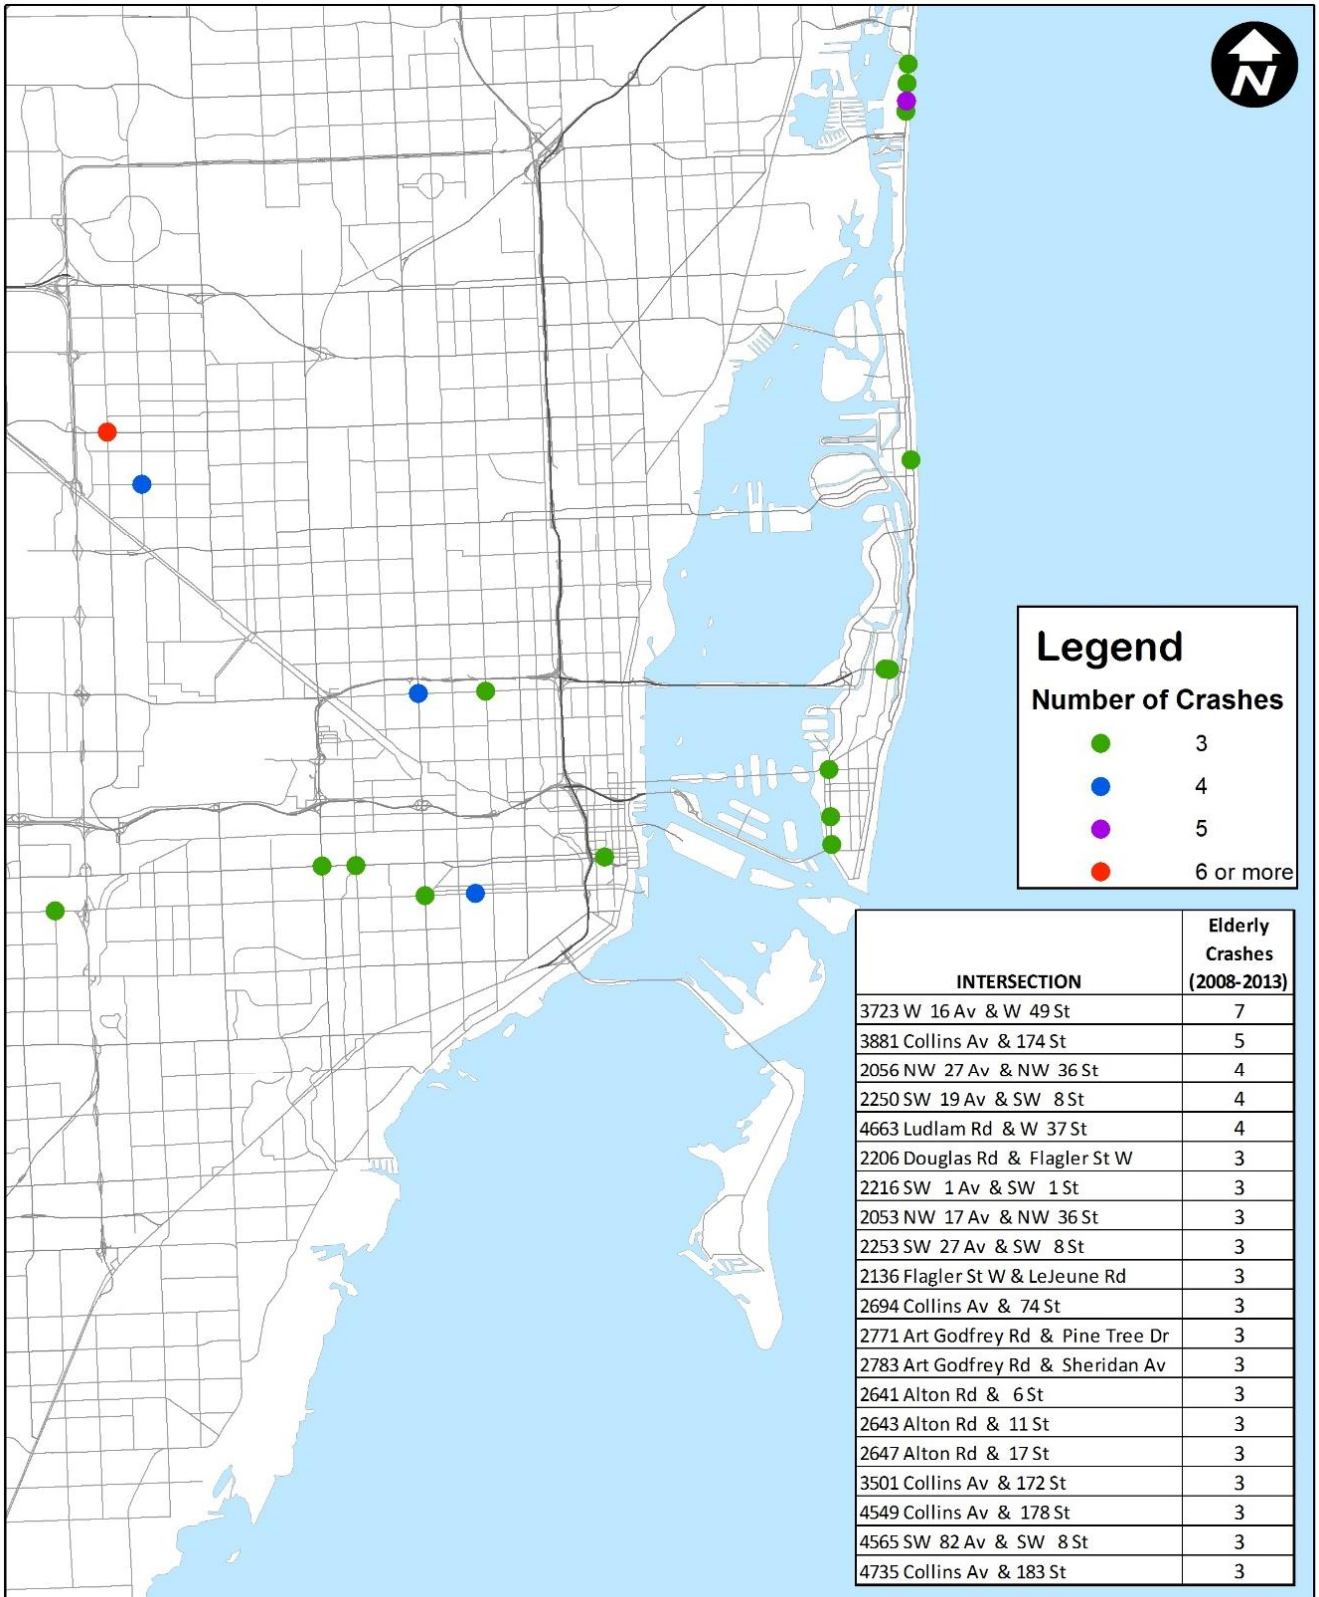 N
Legend
Number of Crashes
3
4
5
6 or more
INTERSECTION Elderly Crashes (2008-2013)
3723 W 16 Av & W 49 St 7
3881 Collins Av & 174 St 5
2056 NW 27 Av & NW 36 St 4
2250 SW 19 Av & SW 8 St 4
4663 Ludlam Rd & W 37 St 4
2206 Douglas Rd & Flagler St W 3
2216 SW 1 Av & SW 1 St 3
2053 NW 17 Av & NW 36 St 3
2253 SW 27 Av & SW 8 St 3
2136 Flagler St W & LeJeune Rd 3
2694 Collins Av & 74 St 3
2771 Art Godfrey Rd & Pine Tree Dr 3
2783 Art Godfrey Rd & Sheridan Av 3
2641 Alton Rd & 6 St 3
2643 Alton Rd & 11 St 3
2647 Alton Rd & 17 St 3
3501 Collins Av & 172 St 3
4549 Collins Av & 178 St 3
4565 SW 82 Av & SW 8 St 3
4735 Collins Av & 183 St 3